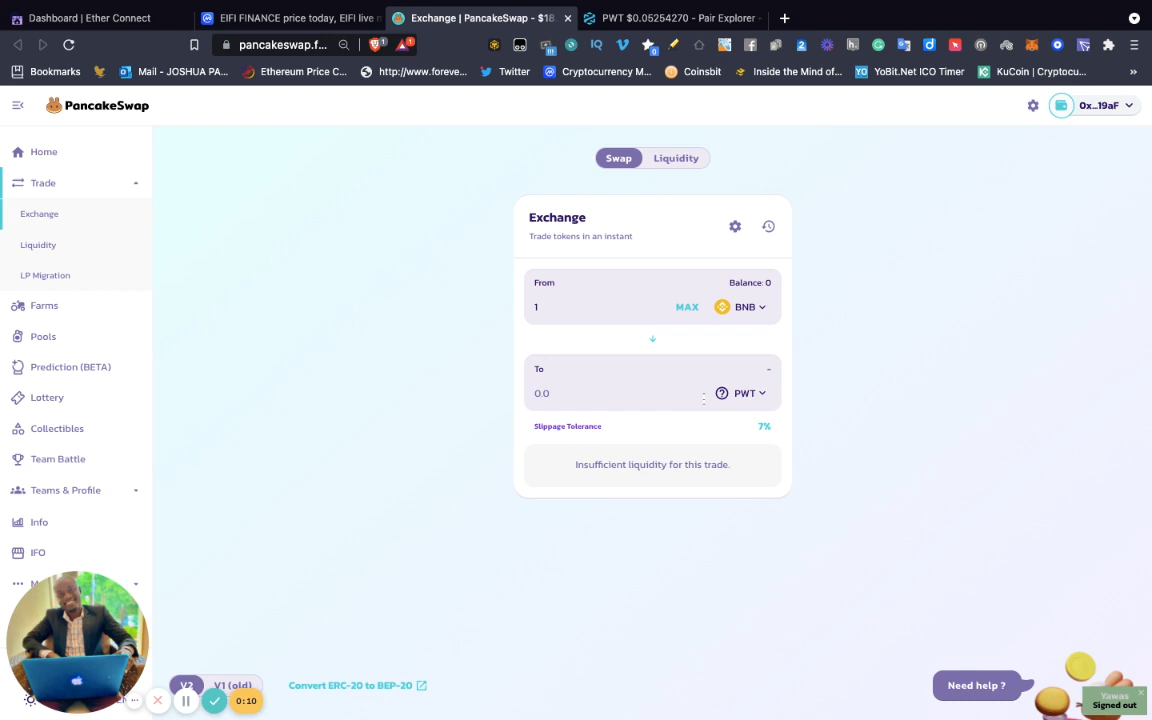 Dashboard | Ether Connect
EIFI FINANCE price today, EIFI live m
Exchange | PancakeSwap - $18
PWT $0.05254270 - Pair Explorer -
pancakeswap.f...
Bookmarks
Mail - JOSHUA PA...
Ethereum Price C...
http://www.foreve...
Twitter
Cryptocurrency M...
Coinsbit
Inside the Mind of...
YO YoBit.Net ICO Timer
KuCoin | Cryptocu...
PancakeSwap
0x...19aF
Home
Trade
Exchange
Liquidity
LP Migration
Farms
Pools
Prediction (BETA)
Lottery
Collectibles
Team Battle
Teams & Profile
Info
IFO
Swap
Liquidity
Exchange
Trade tokens in an instant
From
Balance: 0
1
MAX
BNB
To
-
0.0
PWT
Slippage Tolerance
7%
Insufficient liquidity for this trade.
V2
V1 (old)
Convert ERC-20 to BEP-20
0:10
Need help ?
Yawas
Signed out